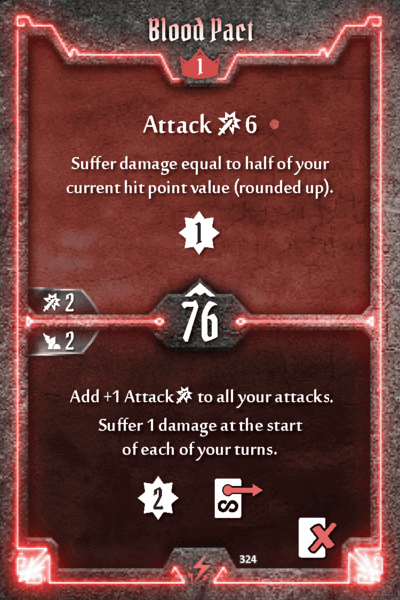 Blood Pact
1
Attack 6
Suffer damage equal to half of your
current hit point value (rounded up).
1
2
76
2
Add +1 Attack to all your attacks.
Suffer 1 damage at the start
of each of your turns.
2
324